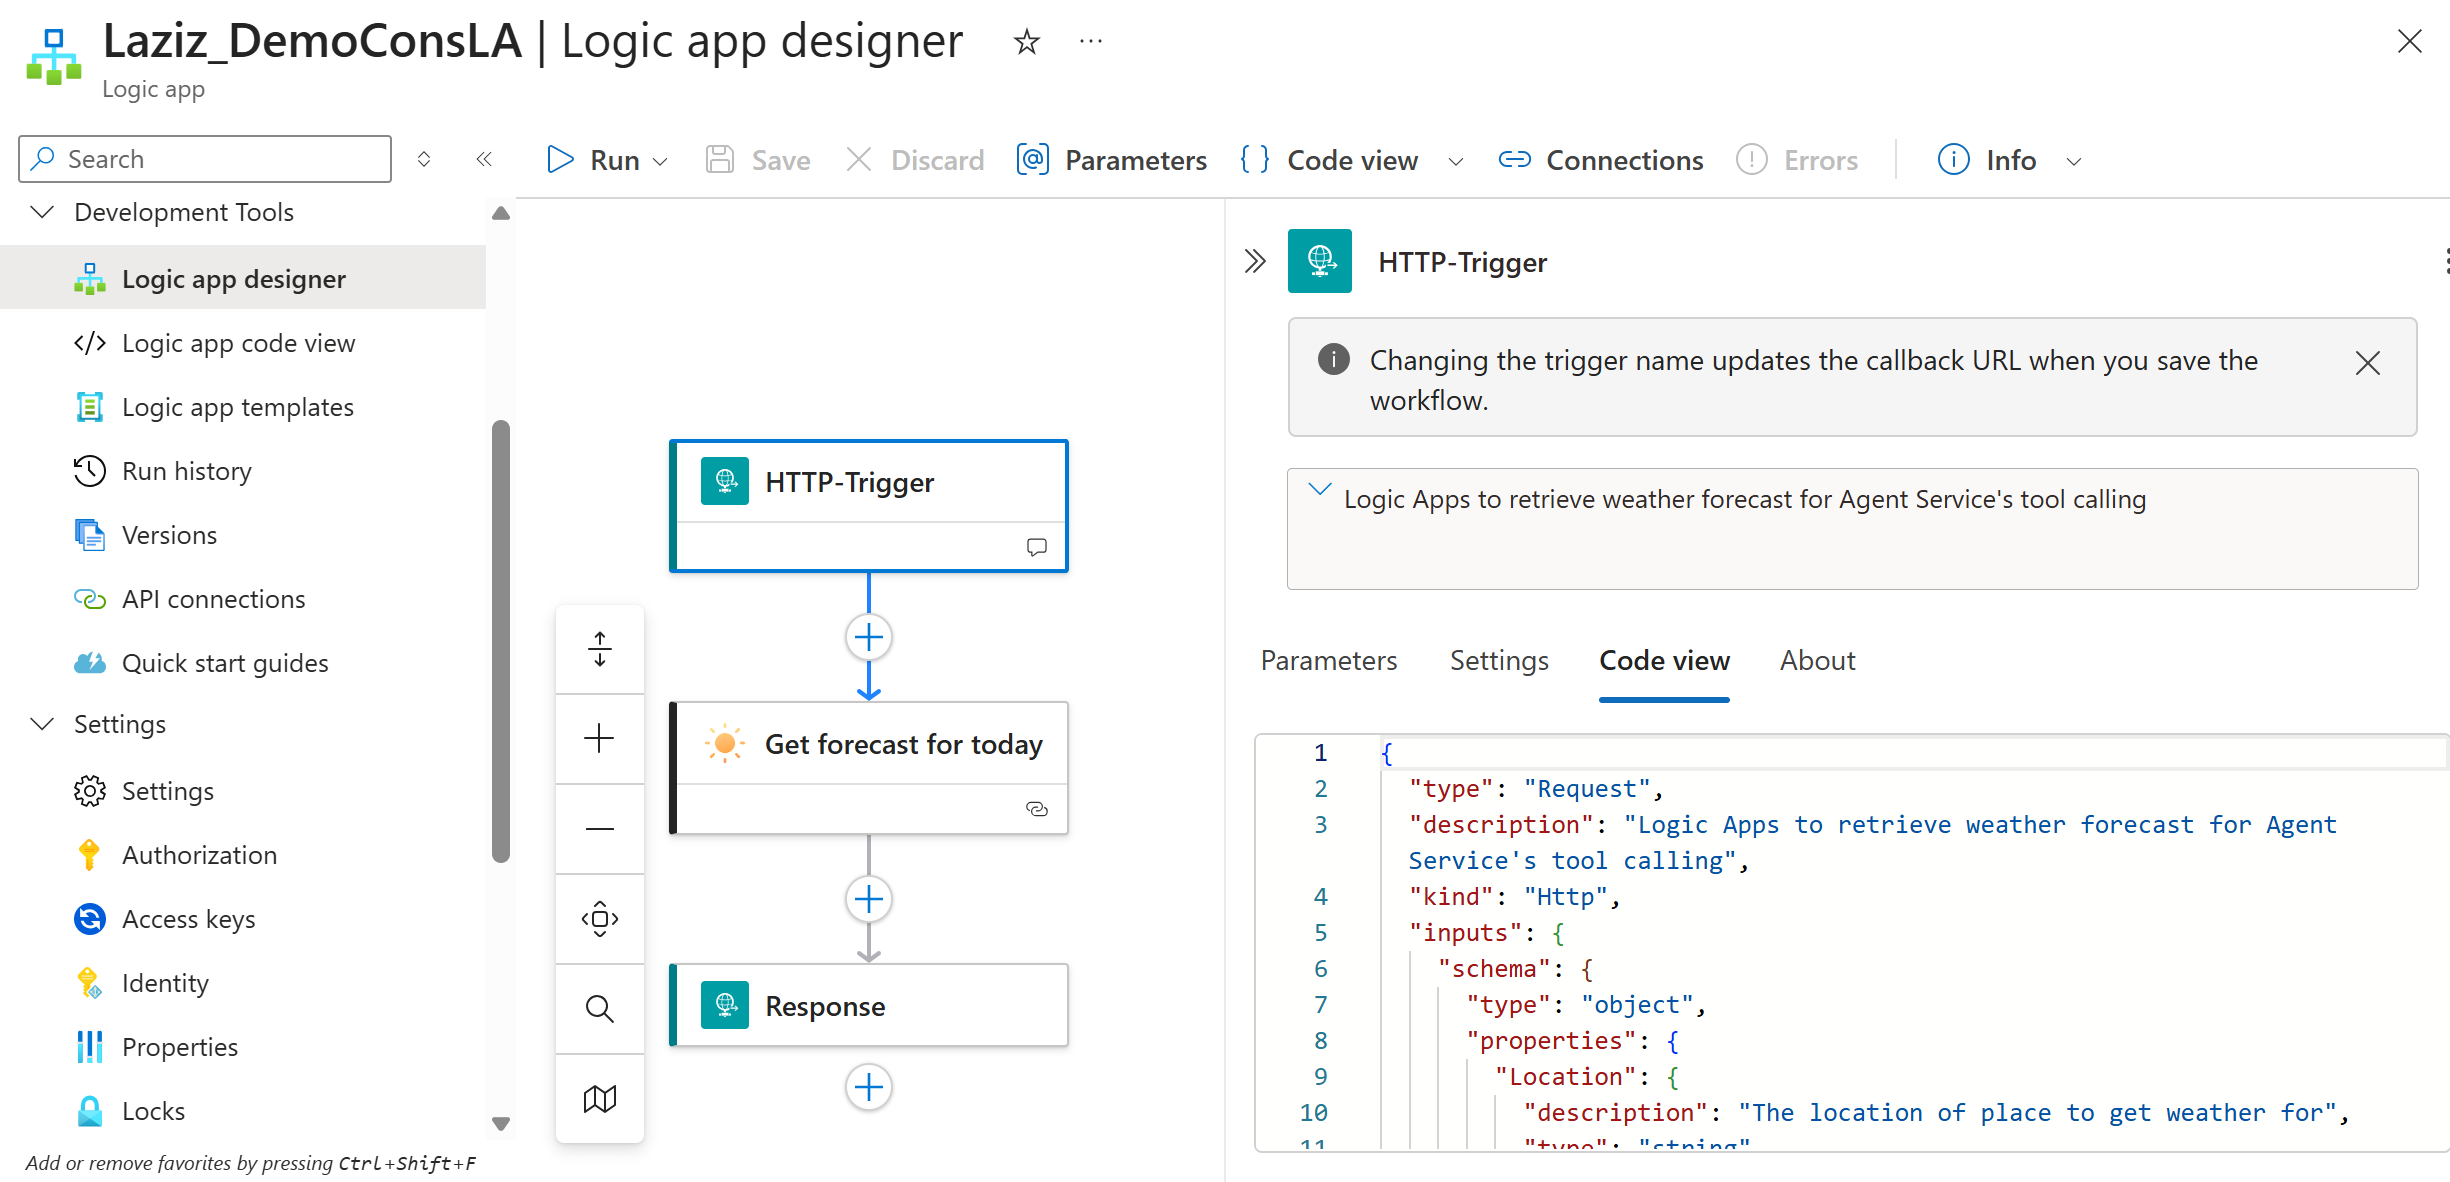 Laziz_DemoConsLA | Logic app designer
Logic app
Search
Run
Save
Discard
Parameters
Code view
Connections
Errors
Info
Development Tools
Logic app designer
Logic app code view
Logic app templates
Run history
Versions
API connections
Quick start guides
Settings
Settings
Authorization
Access keys
Identity
Properties
Locks
Add or remove favorites by pressing Ctrl+Shift+F
HTTP-Trigger
Get forecast for today
Response
HTTP-Trigger
Changing the trigger name updates the callback URL when you save the
workflow.
Logic Apps to retrieve weather forecast for Agent Service's tool calling
Parameters
Settings
Code view
About
1 {
2 "type": "Request",
3 "description": "Logic Apps to retrieve weather forecast for Agent
Service's tool calling",
4 "kind": "Http",
5 "inputs": {
6 "schema": {
7 "type": "object",
8 "properties": {
9 "Location": {
10 "description": "The location of place to get weather for",
11 "type": "string"